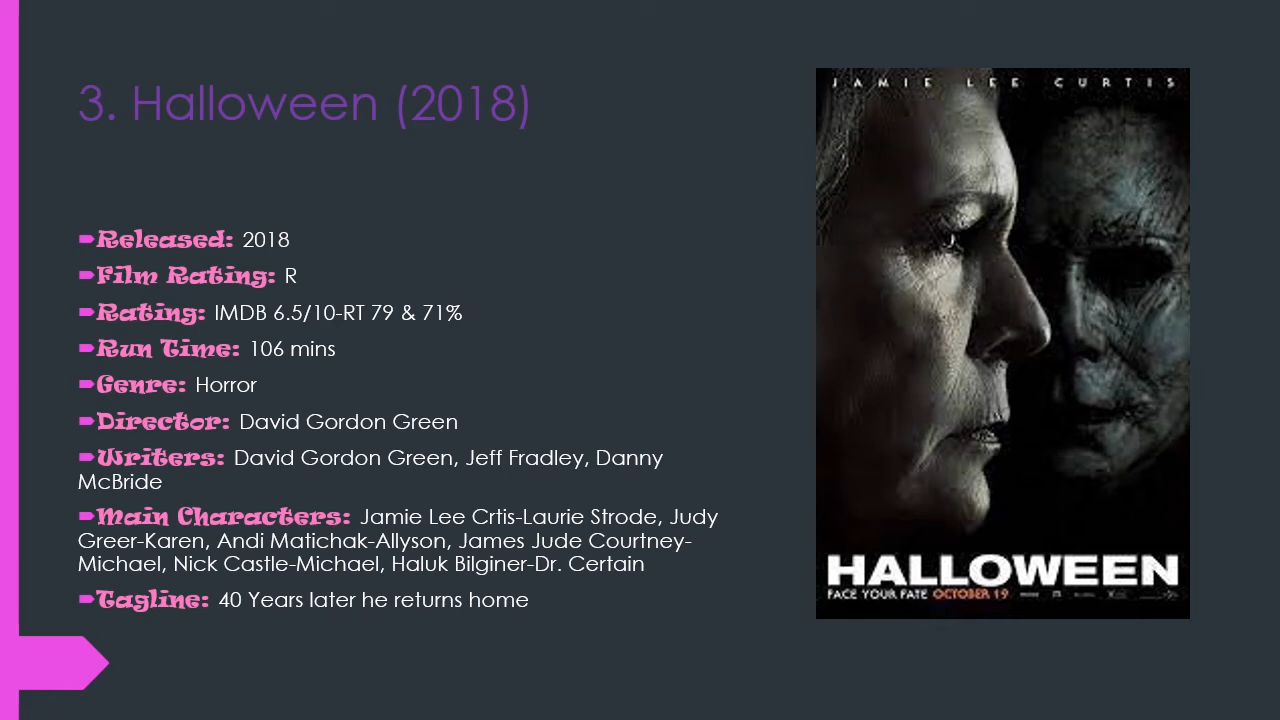 3. Halloween (2018)
Released: 2018
Film Rating: R
Rating: IMDB 6.5/10-RT 79 & 71%
Run Time: 106 mins
Genre: Horror
Director: David Gordon Green
Writers: David Gordon Green, Jeff Fradley, Danny
McBride
Main Characters: Jamie Lee Crtis-Laurie Strode, Judy
Greer-Karen, Andi Matichak-Allyson, James Jude Courtney-
Michael, Nick Castle-Michael, Haluk Bilginer-Dr. Certain
Tagline: 40 Years later he returns home
JAMIE LEE CURTIS
HALLOWEEN
FACE YOUR FATE OCTOBER 19